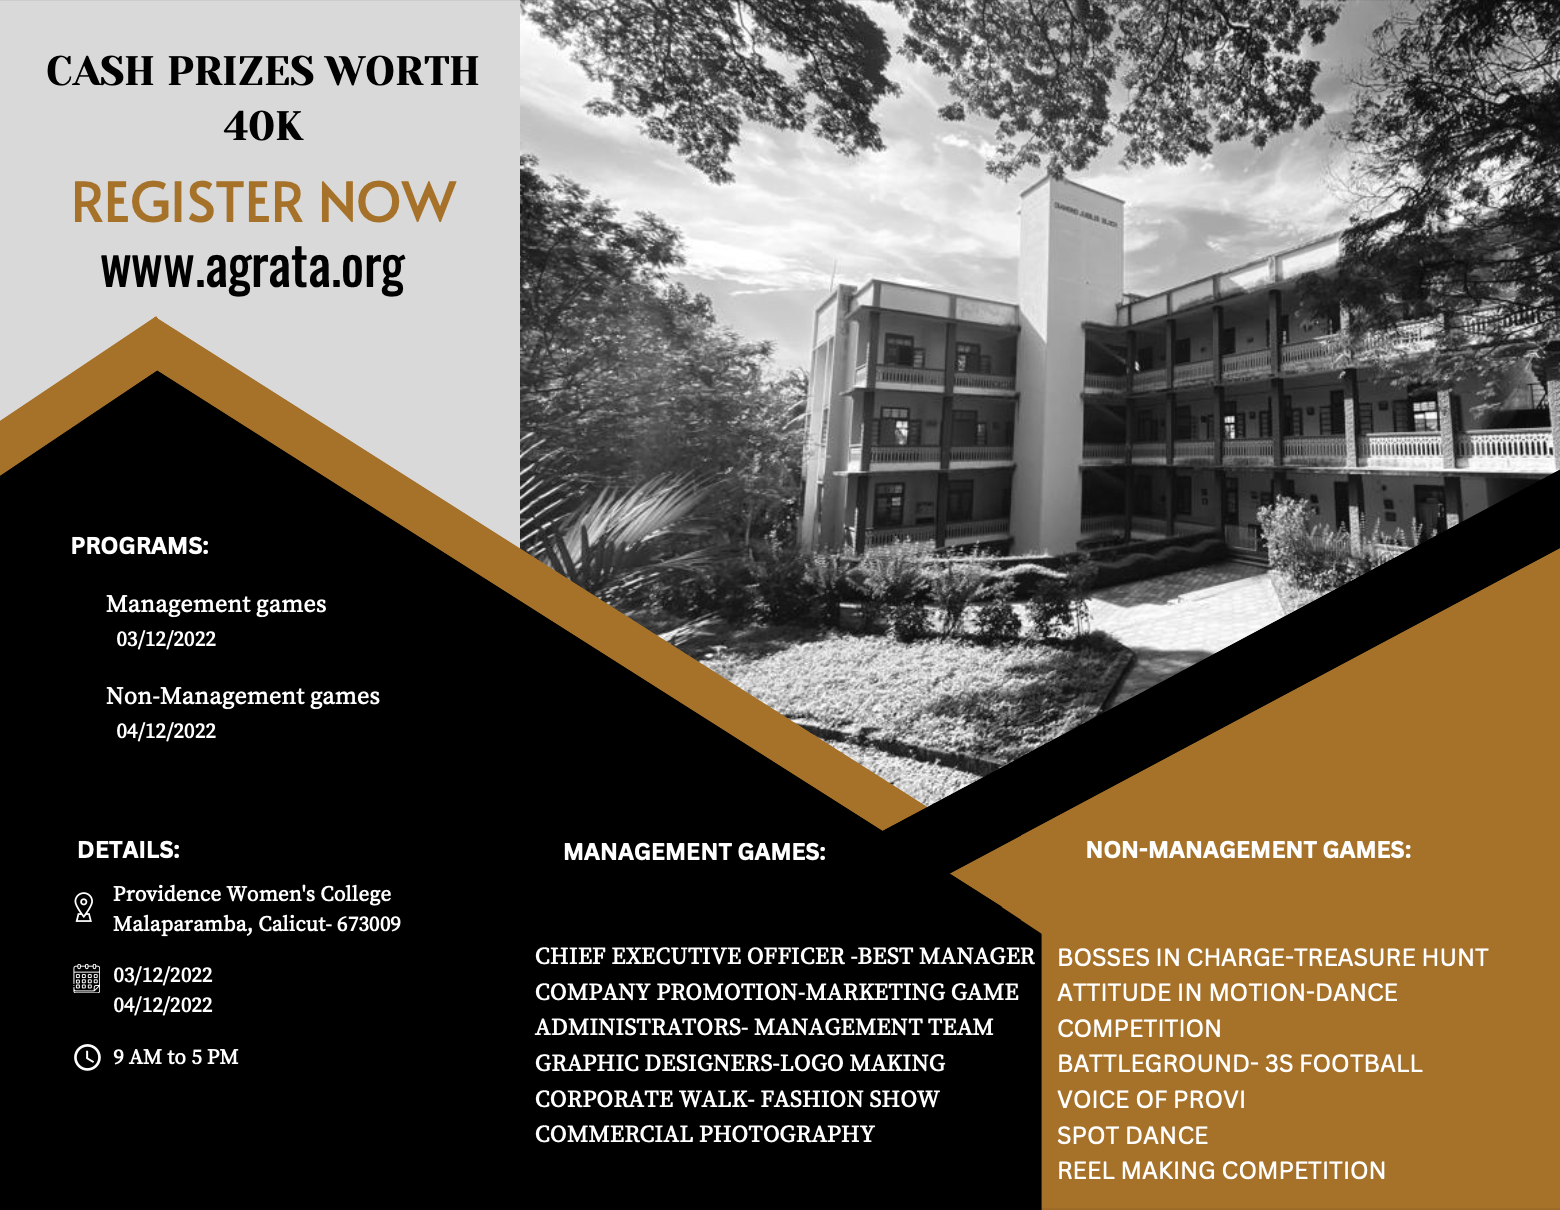 CASH PRIZES WORTH
40K
REGISTER NOW
www.agrata.org
DIAMOND JUBILEE BLOCK
PROGRAMS:
Management games
03/12/2022
Non-Management games
04/12/2022
DETAILS:
Providence Women's College
Malaparamba, Calicut- 673009
03/12/2022
04/12/2022
9 AM to 5 PM
MANAGEMENT GAMES:
CHIEF EXECUTIVE OFFICER -BEST MANAGER
COMPANY PROMOTION-MARKETING GAME
ADMINISTRATORS- MANAGEMENT TEAM
GRAPHIC DESIGNERS-LOGO MAKING
CORPORATE WALK- FASHION SHOW
COMMERCIAL PHOTOGRAPHY
NON-MANAGEMENT GAMES:
BOSSES IN CHARGE-TREASURE HUNT
ATTITUDE IN MOTION-DANCE
COMPETITION
BATTLEGROUND- 3S FOOTBALL
VOICE OF PROVI
SPOT DANCE
REEL MAKING COMPETITION